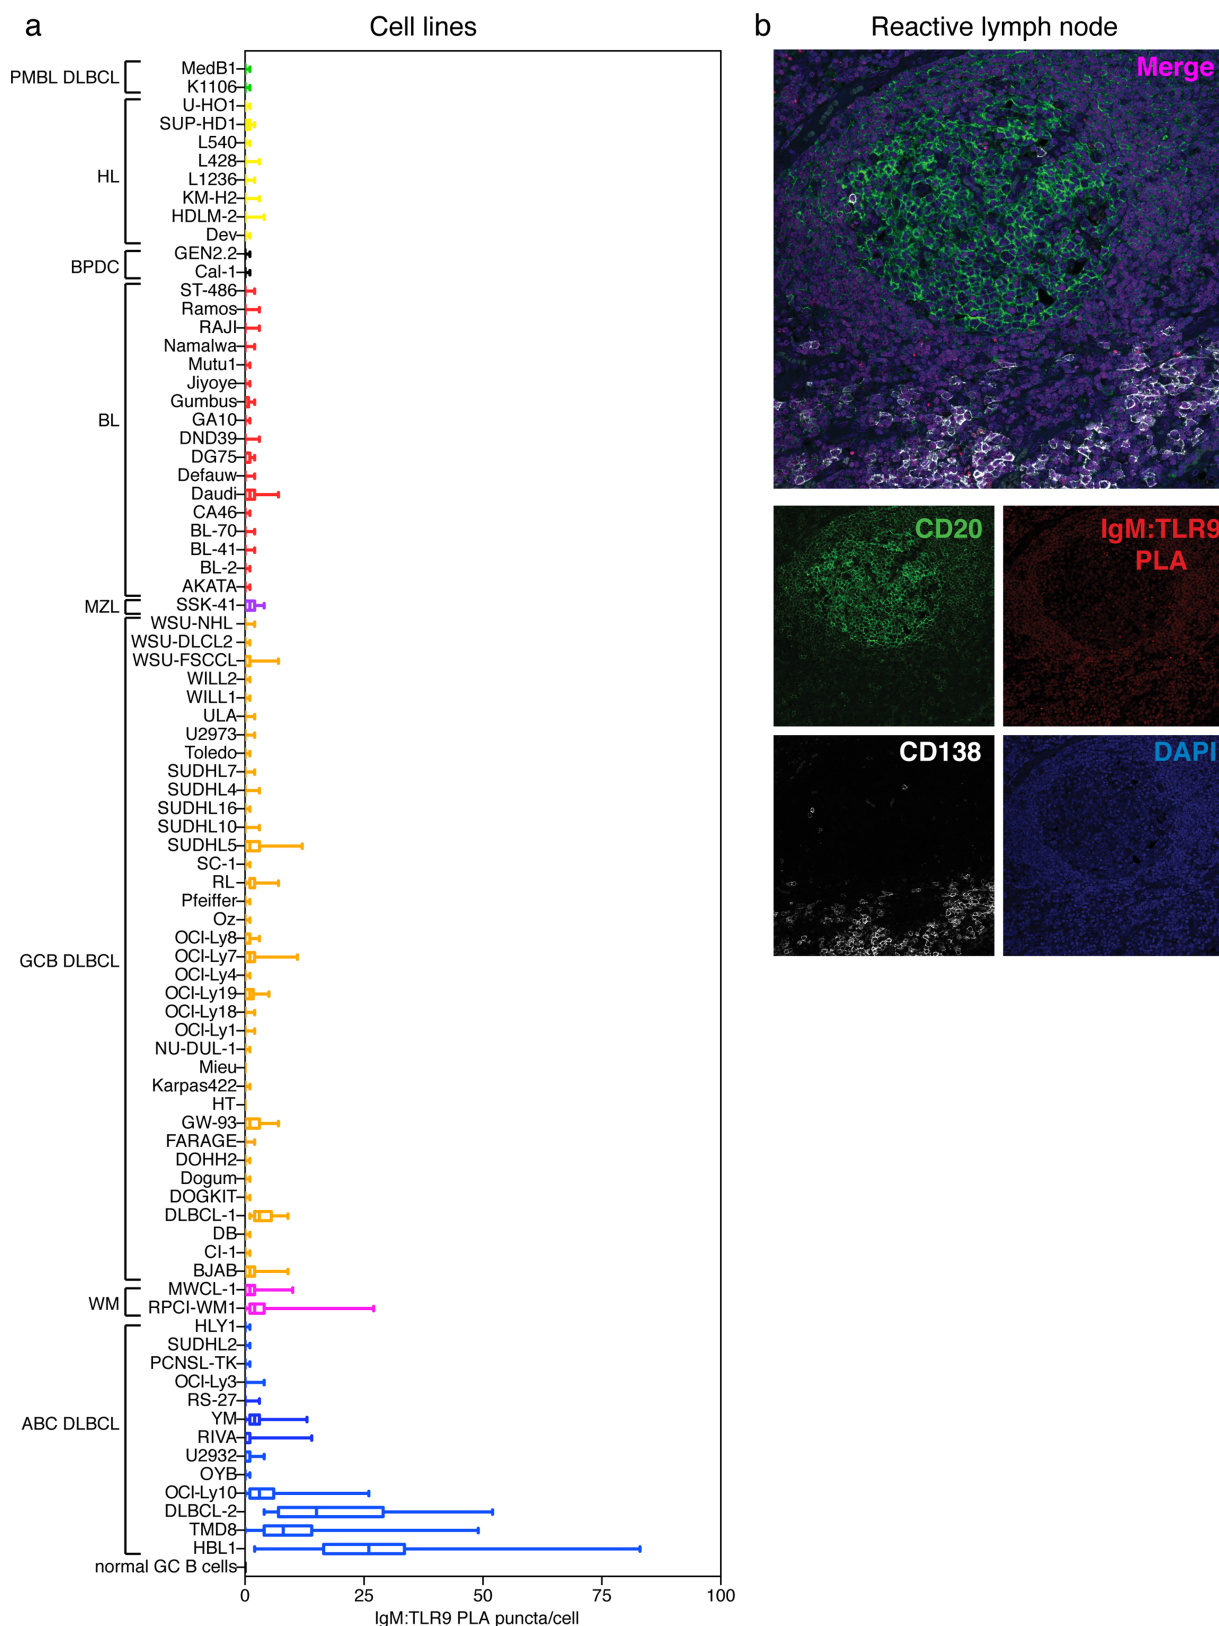 a
Cell lines
PMBL DLBCL
MedB1
K1106
HL
U-HO1
SUP-HD1
L540
L428
L1236
KM-H2
HDLM-2
Dev
BPDC
GEN2.2
Cal-1
BL
ST-486
Ramos
RAJI
Namalwa
Mutu1
Jiyoye
Gumbus
GA10
DND39
DG75
Defauw
Daudi
CA46
BL-70
BL-41
BL-2
AKATA
MZL
SSK-41
GCB DLBCL
WSU-NHL
WSU-DLCL2
WSU-FSCCL
WILL2
WILL1
ULA
U2973
Toledo
SUDHL7
SUDHL4
SUDHL16
SUDHL10
SUDHL5
SC-1
RL
Pfeiffer
Oz
OCI-Ly8
OCI-Ly7
OCI-Ly4
OCI-Ly19
OCI-Ly18
OCI-Ly1
NU-DUL-1
Mieu
Karpas422
HT
GW-93
FARAGE
DOHH2
Dogum
DOGKIT
DLBCL-1
DB
CI-1
BJAB
WM
MWCL-1
RPCI-WM1
ABC DLBCL
HLY1
SUDHL2
PCNSL-TK
OCI-Ly3
RS-27
YM
RIVA
U2932
OYB
OCI-Ly10
DLBCL-2
TMD8
HBL1
normal GC B cells
0 25 50 75 100
IgM:TLR9 PLA puncta/cell
b
Reactive lymph node
Merge
CD20
IgM:TLR9
PLA
CD138
DAPI